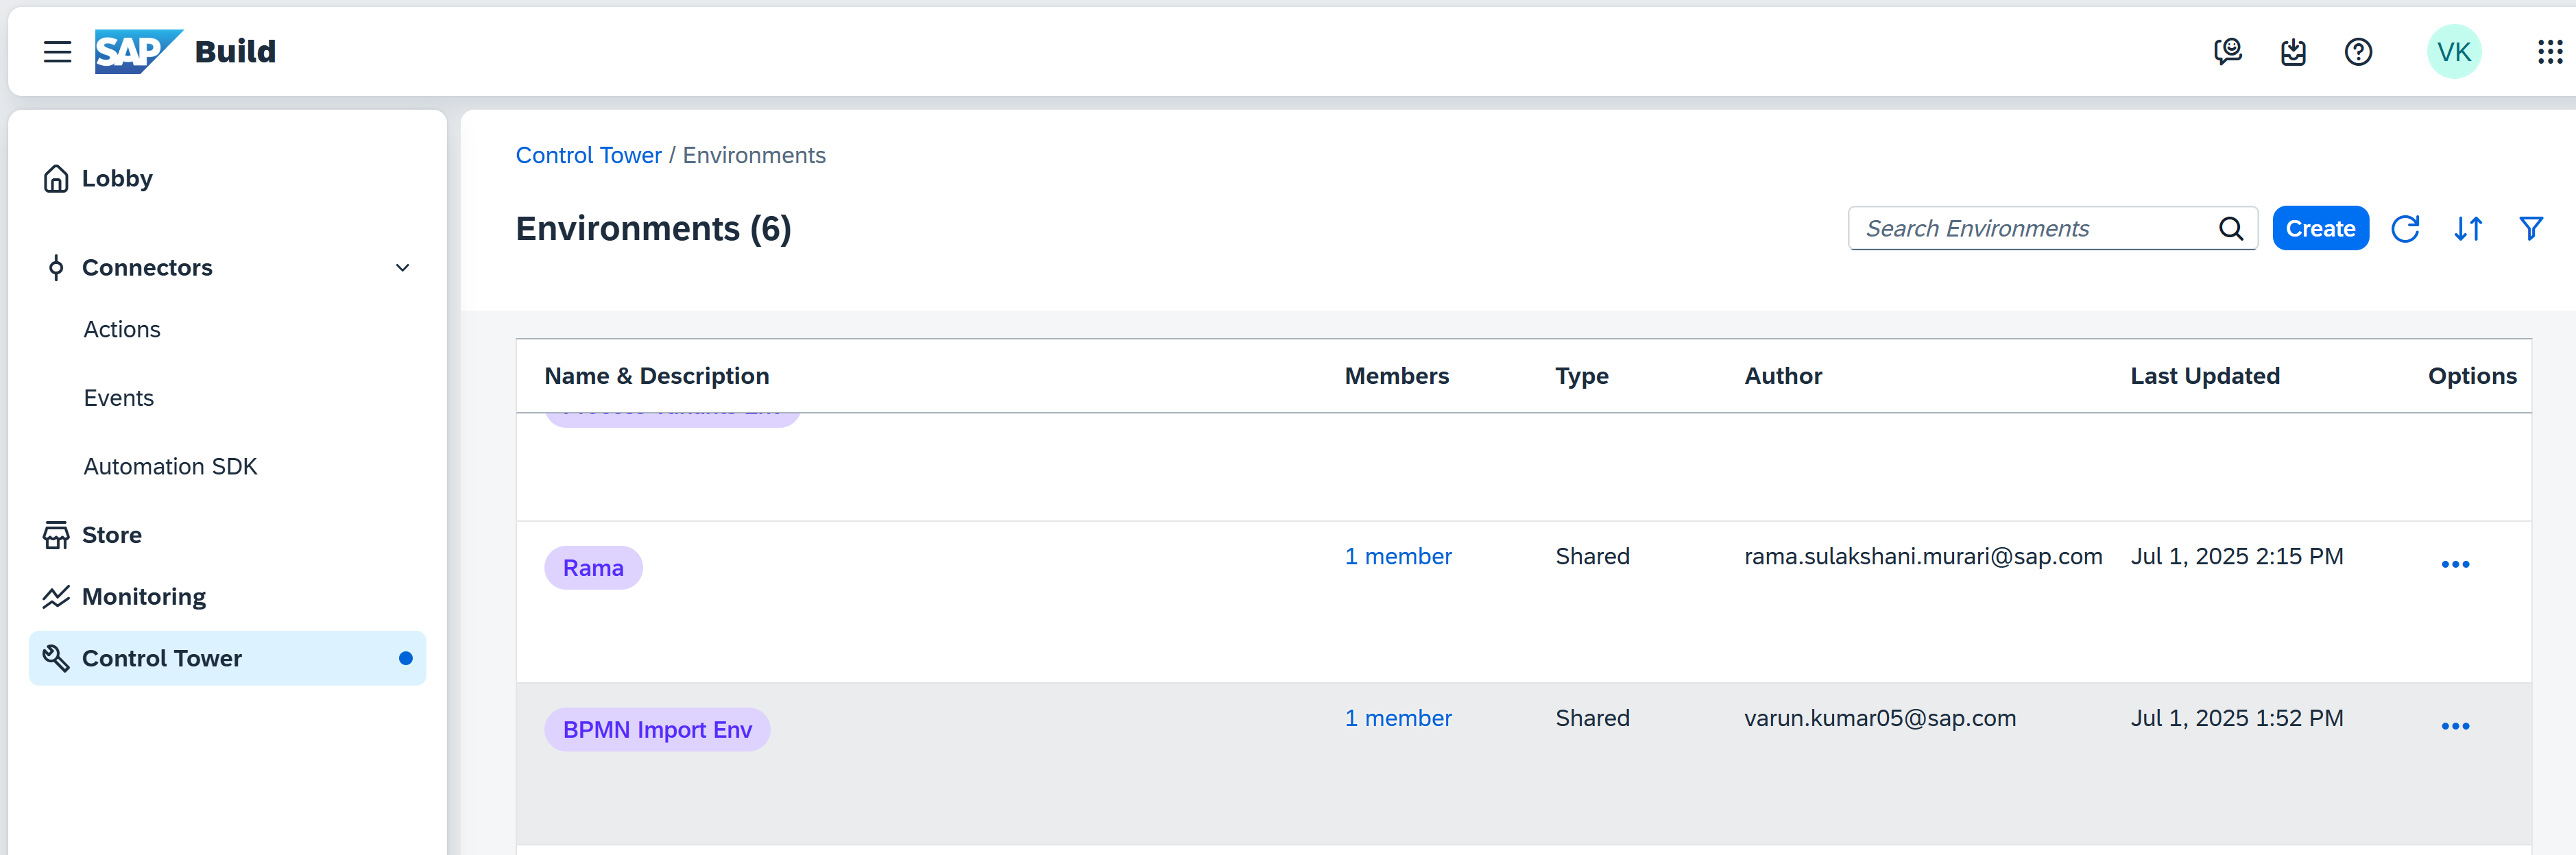 SAP Build
VK
Lobby
Connectors
Actions
Events
Automation SDK
Store
Monitoring
Control Tower
Control Tower / Environments
Environments (6)
Search Environments
Create
Name & Description Members Type Author Last Updated Options
Rama 1 member Shared rama.sulakshani.murari@sap.com Jul 1, 2025 2:15 PM
BPMN Import Env 1 member Shared varun.kumar05@sap.com Jul 1, 2025 1:52 PM